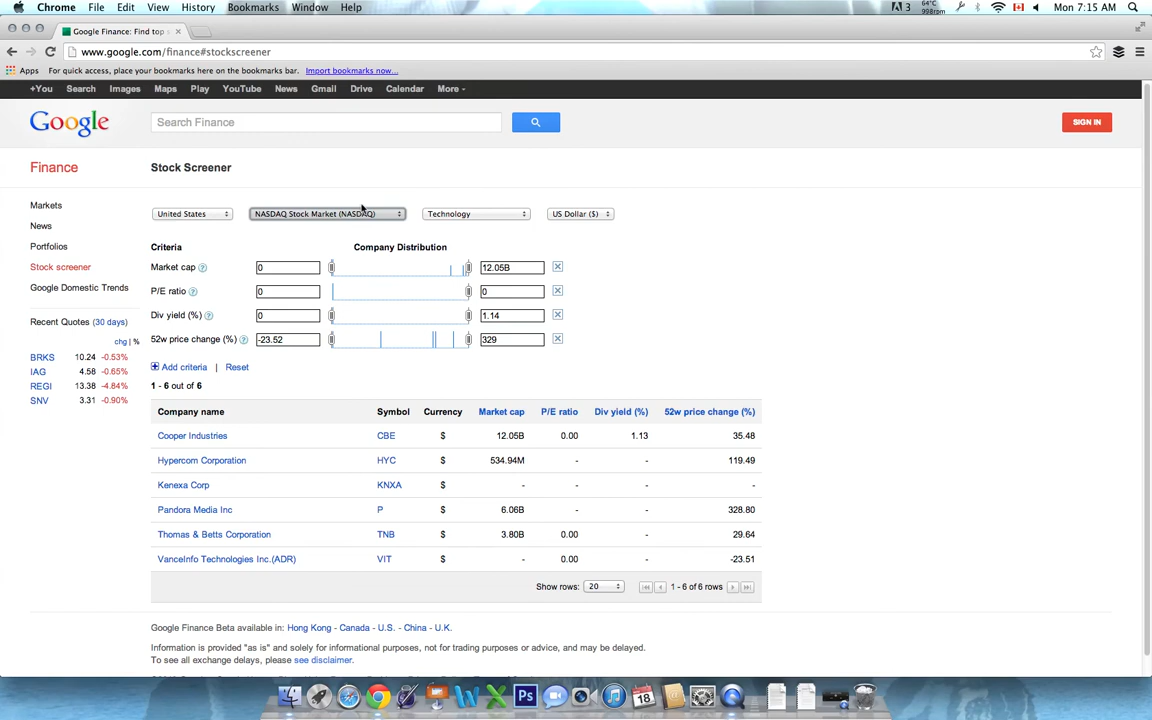 Chrome File Edit View History Bookmarks Window Help 3 64°C 998rpm Mon 7:15 AM
Google Finance: Find top s
www.google.com/finance#stockscreener
Apps For quick access, place your bookmarks here on the bookmarks bar. Import bookmarks now...
+You Search Images Maps Play YouTube News Gmail Drive Calendar More
Google Search Finance SIGN IN
Finance Stock Screener
Markets
News
Portfolios
Stock screener
Google Domestic Trends
Recent Quotes (30 days)
chg | %
BRKS 10.24 -0.53%
IAG 4.58 -0.65%
REGI 13.38 -4.84%
SNV 3.31 -0.90%
United States NASDAQ Stock Market (NASDAQ) Technology US Dollar ($)
Criteria Company Distribution
Market cap ? 0 12.05B
P/E ratio ? 0 0
Div yield (%) ? 0 1.14
52w price change (%) ? -23.52 329
Add criteria | Reset
1 - 6 out of 6
Company name Symbol Currency Market cap P/E ratio Div yield (%) 52w price change (%)
Cooper Industries CBE $ 12.05B 0.00 1.13 35.48
Hypercom Corporation HYC $ 534.94M - - 119.49
Kenexa Corp KNXA $ - - - -
Pandora Media Inc P $ 6.06B - - 328.80
Thomas & Betts Corporation TNB $ 3.80B 0.00 - 29.64
VanceInfo Technologies Inc.(ADR) VIT $ - 0.00 - -23.51
Show rows: 20 1 - 6 of 6 rows
Google Finance Beta available in: Hong Kong - Canada - U.S. - China - U.K.
Information is provided "as is" and solely for informational purposes, not for trading purposes or advice, and may be delayed.
To see all exchange delays, please see disclaimer.
Ps 18